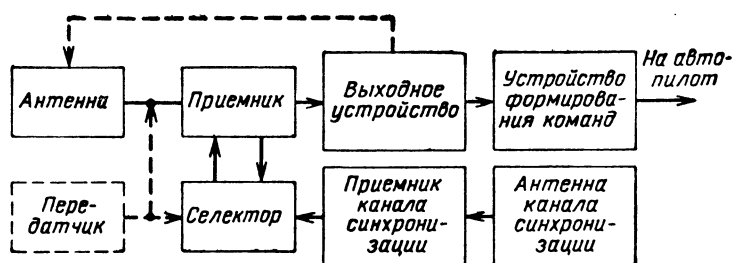 Антенна
Приемник
Выходное
устройство
Устройство
формирова-
ния команд
На авто-
пилот
Пере-
датчик
Селектор
Приемник
канала
синхрони-
зации
Антенна
канала
синхрони-
зации